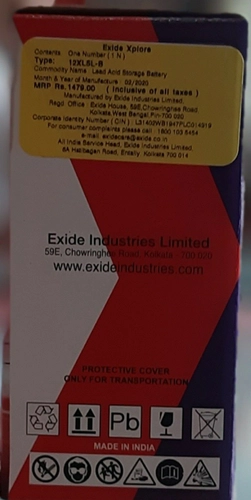 Exide Xplore
Contents : One Number ( 1 N )
Type: 12XL5L-B
Commodity Name : Lead Acid Storage Battery
Month & Year of Manufacture : 03/2020
MRP Rs.1479.00 ( Inclusive of all taxes )
Manufactured by Exide Industries Limited.
Regd. Office : Exide House, 59E,Chowringhee Road,
Kolkata,West Bengal,Pin-700 020
Corporate Identity Number ( CIN ) :
For consumer complaints please call : 1800 103 5454
e-mail: exidecare@exide.co.in
All India Service Head, Exide Industries Limited.
6A Hatibagan Road, Entally, Kolkata 700 014
Exide Industries Limited
59E, Chowringhee Road, Kolkata - 700 020
www.exideindustries.com
PROTECTIVE COVER
ONLY FOR TRANSPORTATION
Pb
MADE IN INDIA